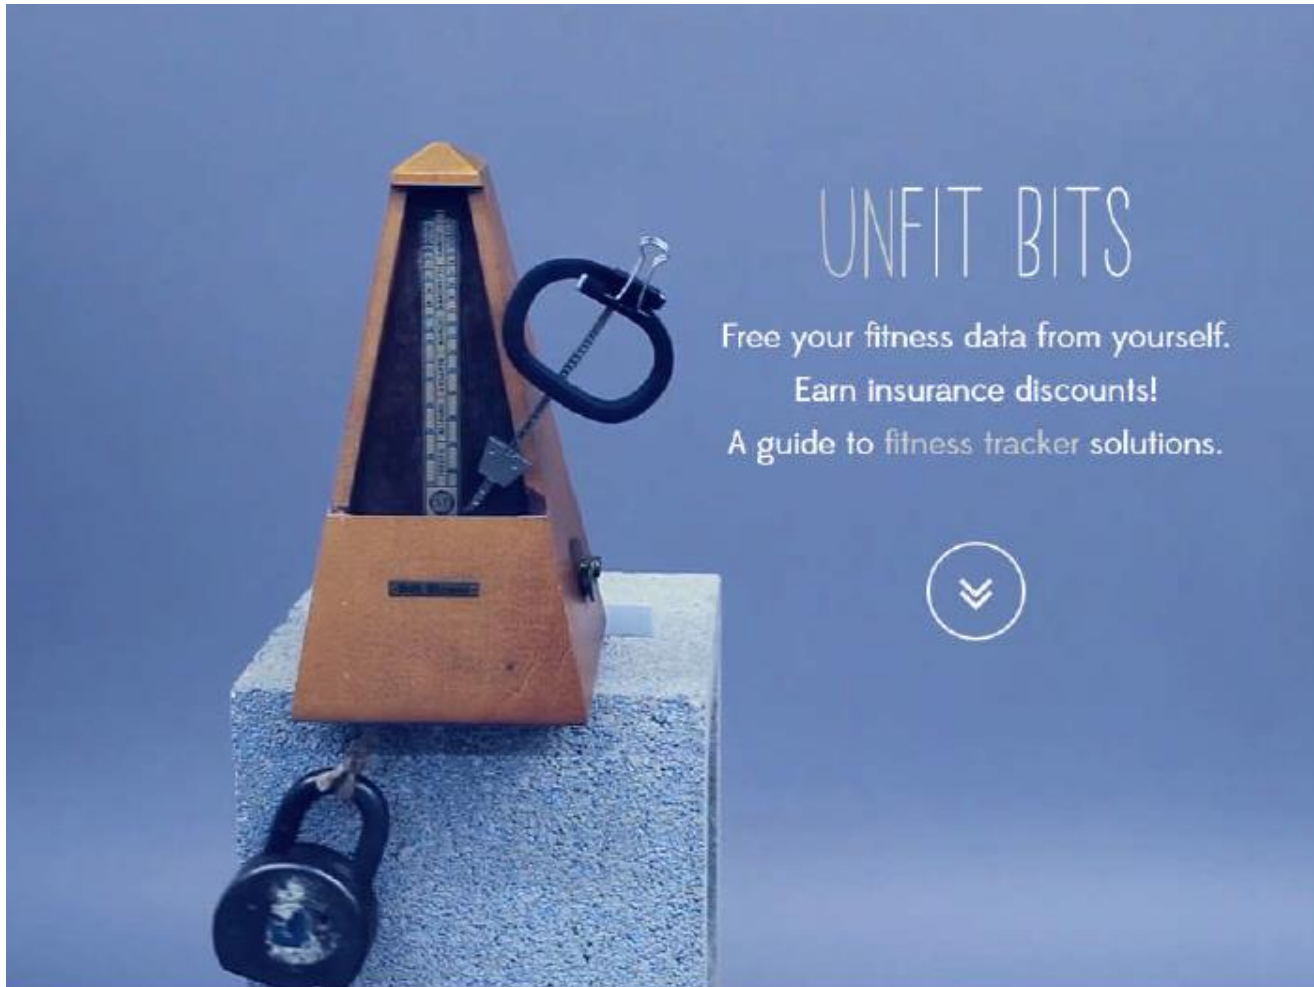 UNFIT BITS
Free your fitness data from yourself.
Earn insurance discounts!
A guide to fitness tracker solutions.